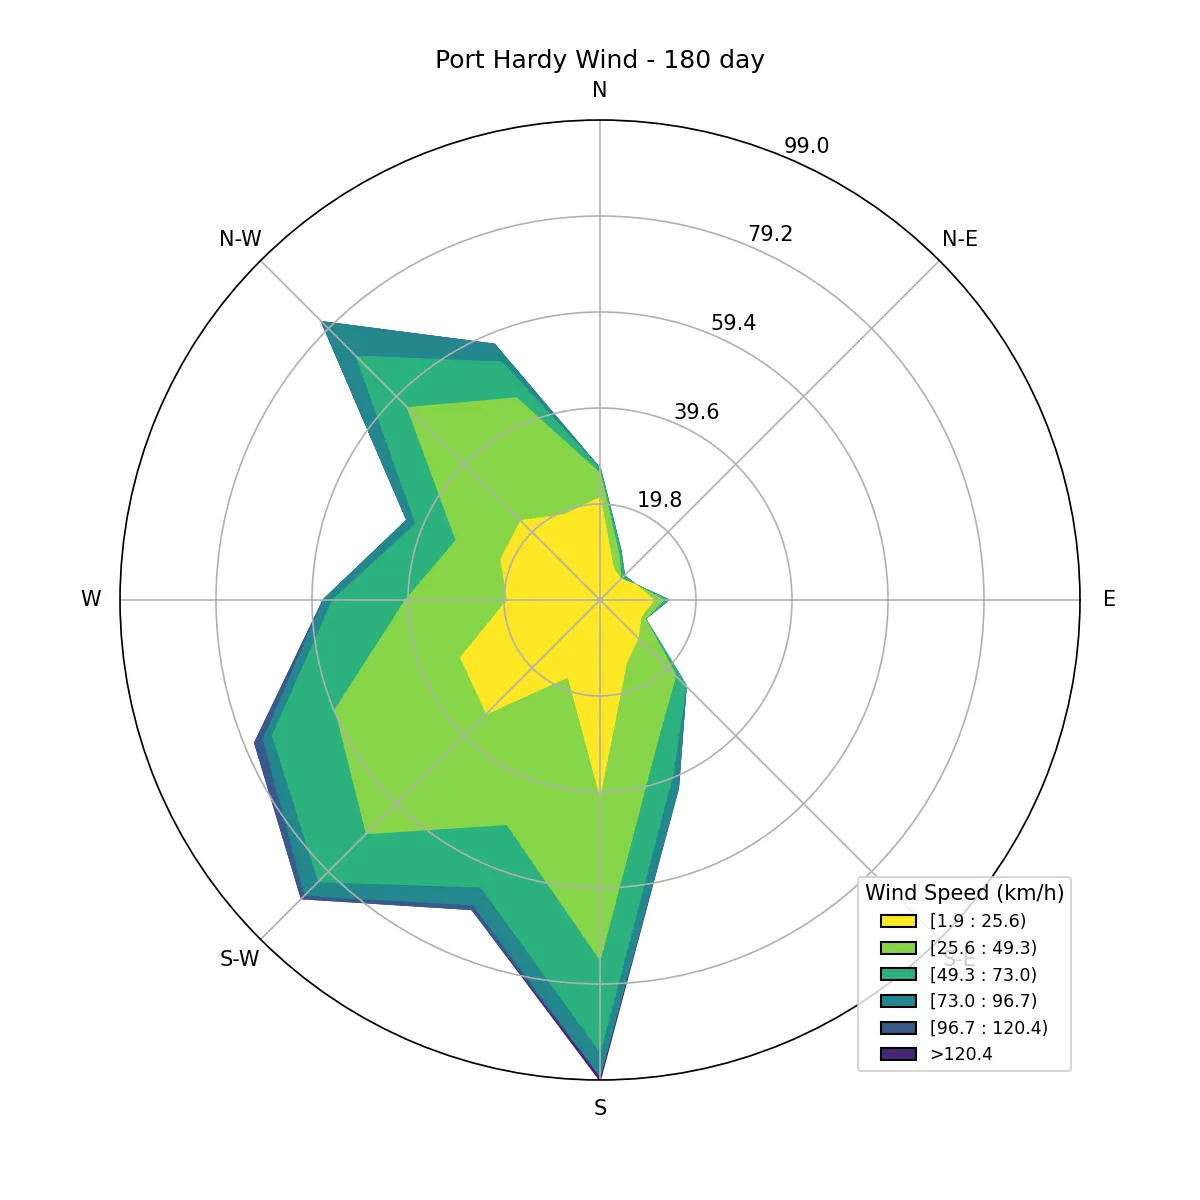 Port Hardy Wind - 180 day
N
99.0
N-W
79.2
N-E
59.4
39.6
19.8
W
E
S-W
S-E
S
Wind Speed (km/h)
[1.9 : 25.6)
[25.6 : 49.3)
[49.3 : 73.0)
[73.0 : 96.7)
[96.7 : 120.4)
>120.4